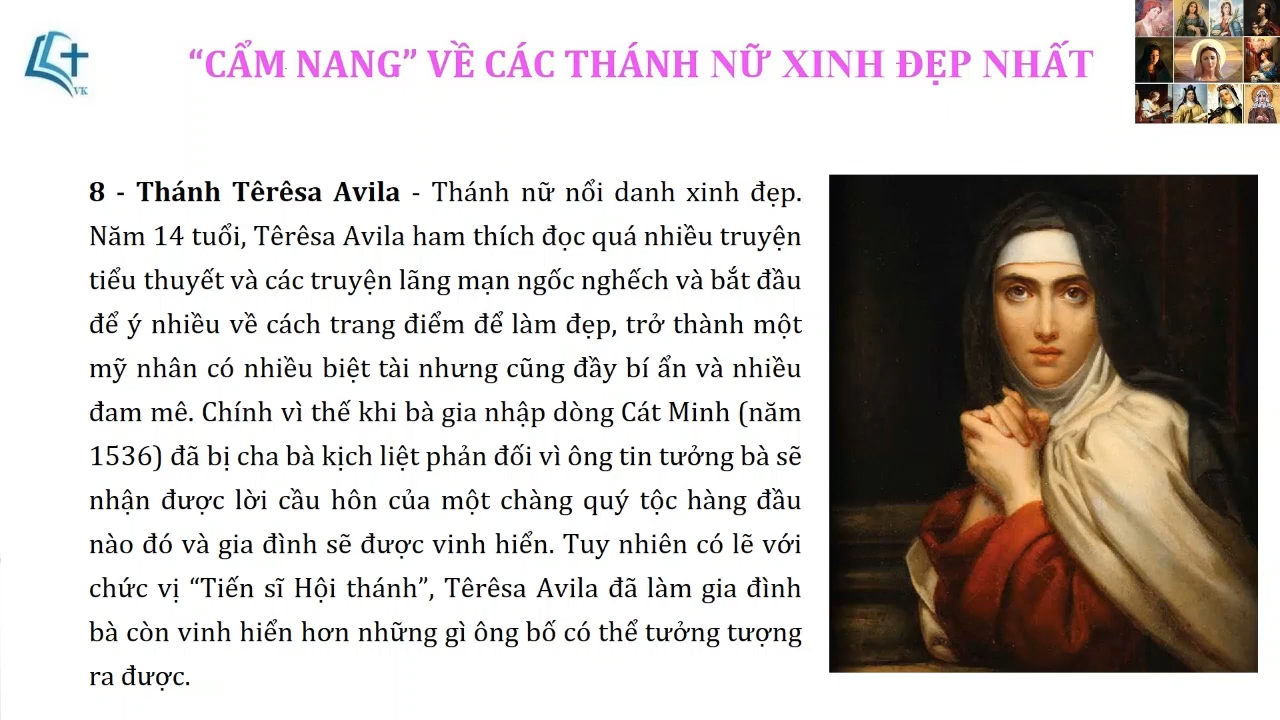 “CẨM NANG” VỀ CÁC THÁNH NỮ XINH ĐẸP NHẤT
VK
8 - Thánh Têrêsa Avila - Thánh nữ nổi danh xinh đẹp.
Năm 14 tuổi, Têrêsa Avila ham thích đọc quá nhiều truyện
tiểu thuyết và các truyện lãng mạn ngốc nghếch và bắt đầu
để ý nhiều về cách trang điểm để làm đẹp, trở thành một
mỹ nhân có nhiều biệt tài nhưng cũng đầy bí ẩn và nhiều
đam mê. Chính vì thế khi bà gia nhập dòng Cát Minh (năm
1536) đã bị cha bà kịch liệt phản đối vì ông tin tưởng bà sẽ
nhận được lời cầu hôn của một chàng quý tộc hàng đầu
nào đó và gia đình sẽ được vinh hiển. Tuy nhiên có lẽ với
chức vị “Tiến sĩ Hội thánh”, Têrêsa Avila đã làm gia đình
bà còn vinh hiển hơn những gì ông bố có thể tưởng tượng
ra được.